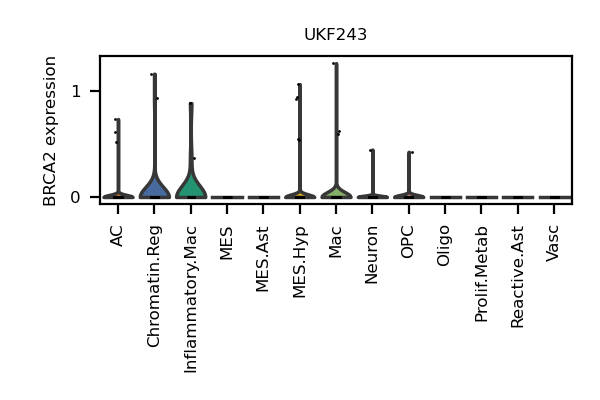 UKF243
BRCA2 expression
1
0
AC
Chromatin.Reg
Inflammatory.Mac
MES
MES.Ast
MES.Hyp
Mac
Neuron
OPC
Oligo
Prolif.Metab
Reactive.Ast
Vasc